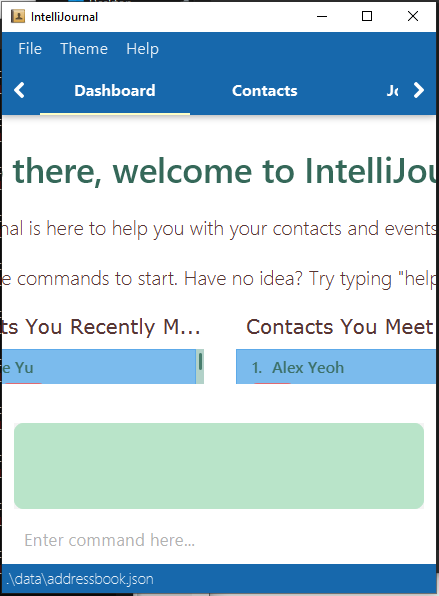 IntelliJournal
File Theme Help
Dashboard Contacts
there, welcome to IntelliJou
nal is here to help you with your contacts and events
e commands to start. Have no idea? Try typing "help
ts You Recently M... Contacts You Meet
e Yu 1. Alex Yeoh
Enter command here...
.\data\addressbook.json